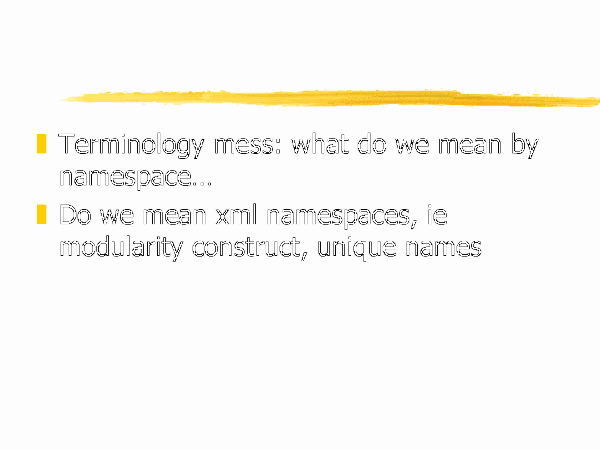 Terminology mess: what do we mean by
namespace…
Do we mean xml namespaces, ie
modularity construct, unique names